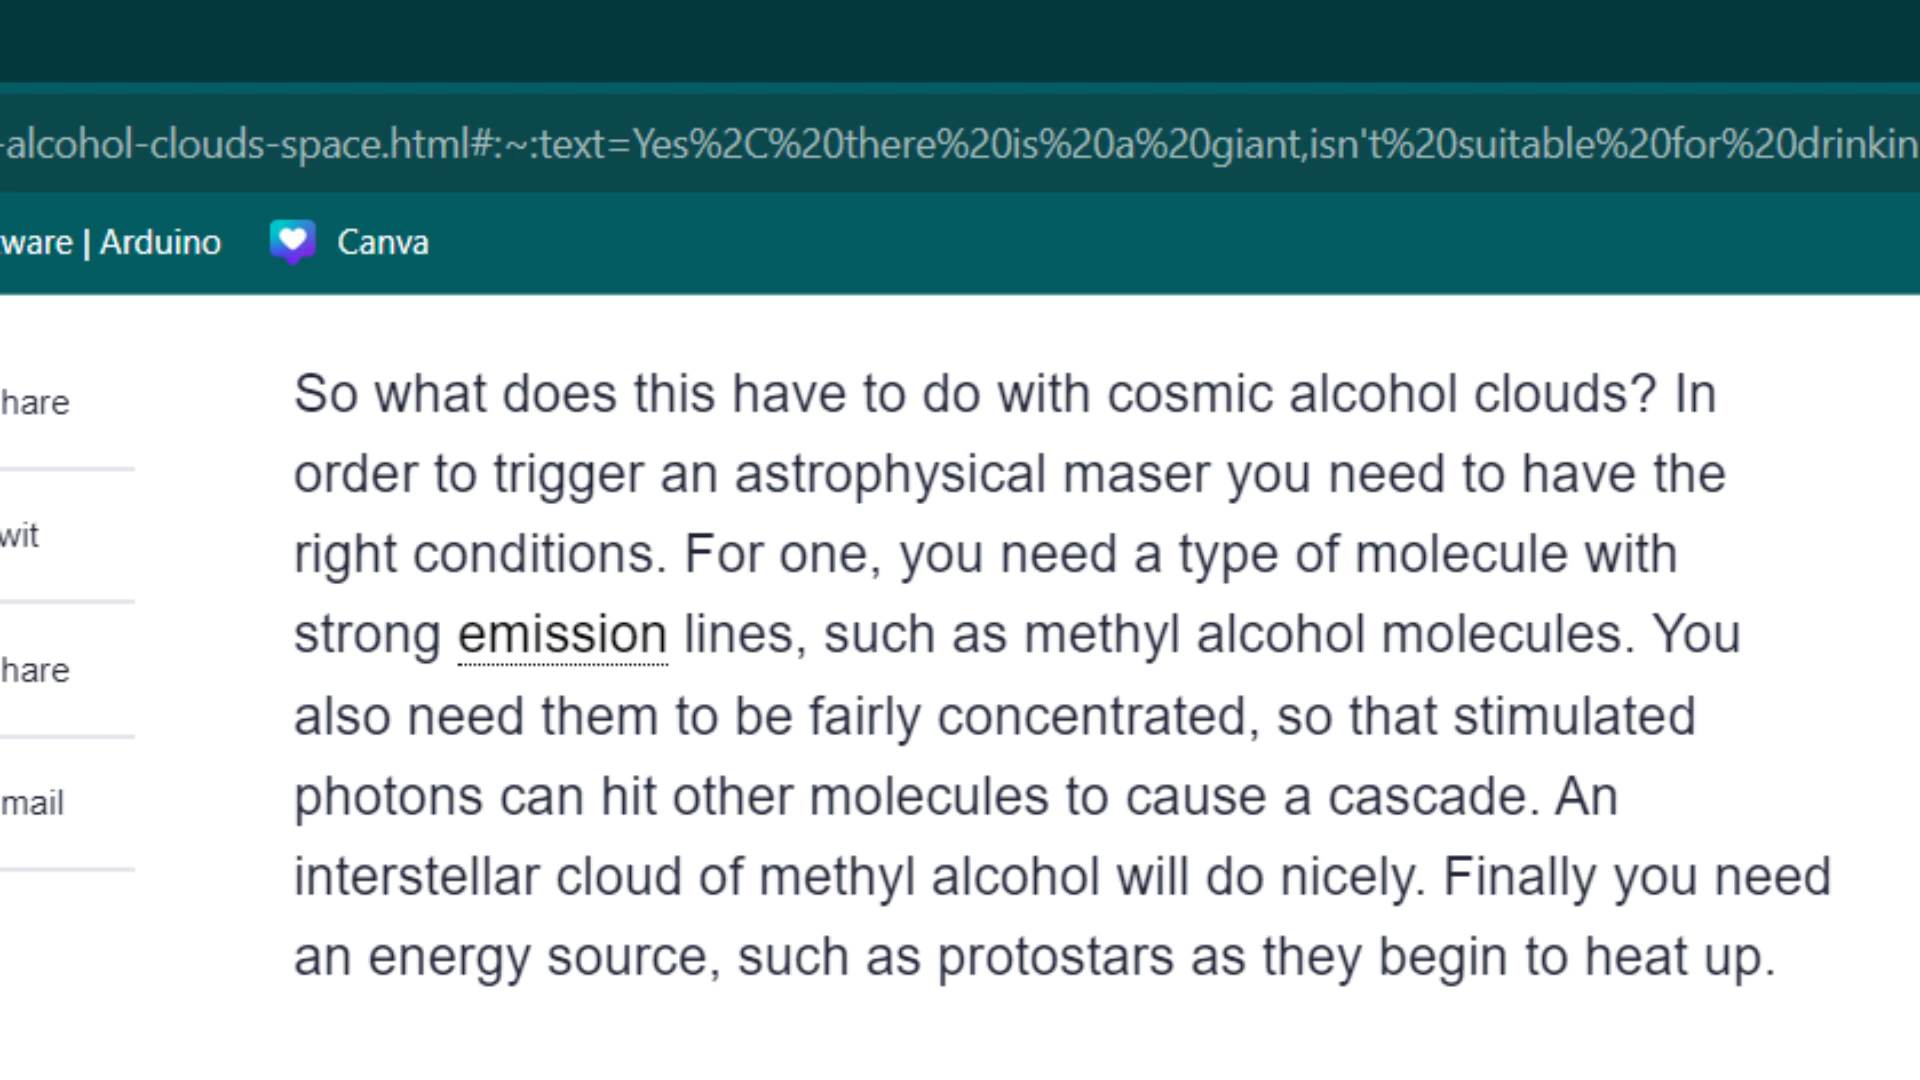 -alcohol-clouds-space.html#:~:text=Yes%2C%20there%20is%20a%20giant,isn't%20suitable%20for%20drinkin
ware | Arduino
Canva
So what does this have to do with cosmic alcohol clouds? In
order to trigger an astrophysical maser you need to have the
right conditions. For one, you need a type of molecule with
strong emission lines, such as methyl alcohol molecules. You
also need them to be fairly concentrated, so that stimulated
photons can hit other molecules to cause a cascade. An
interstellar cloud of methyl alcohol will do nicely. Finally you need
an energy source, such as protostars as they begin to heat up.
hare
wit
hare
mail